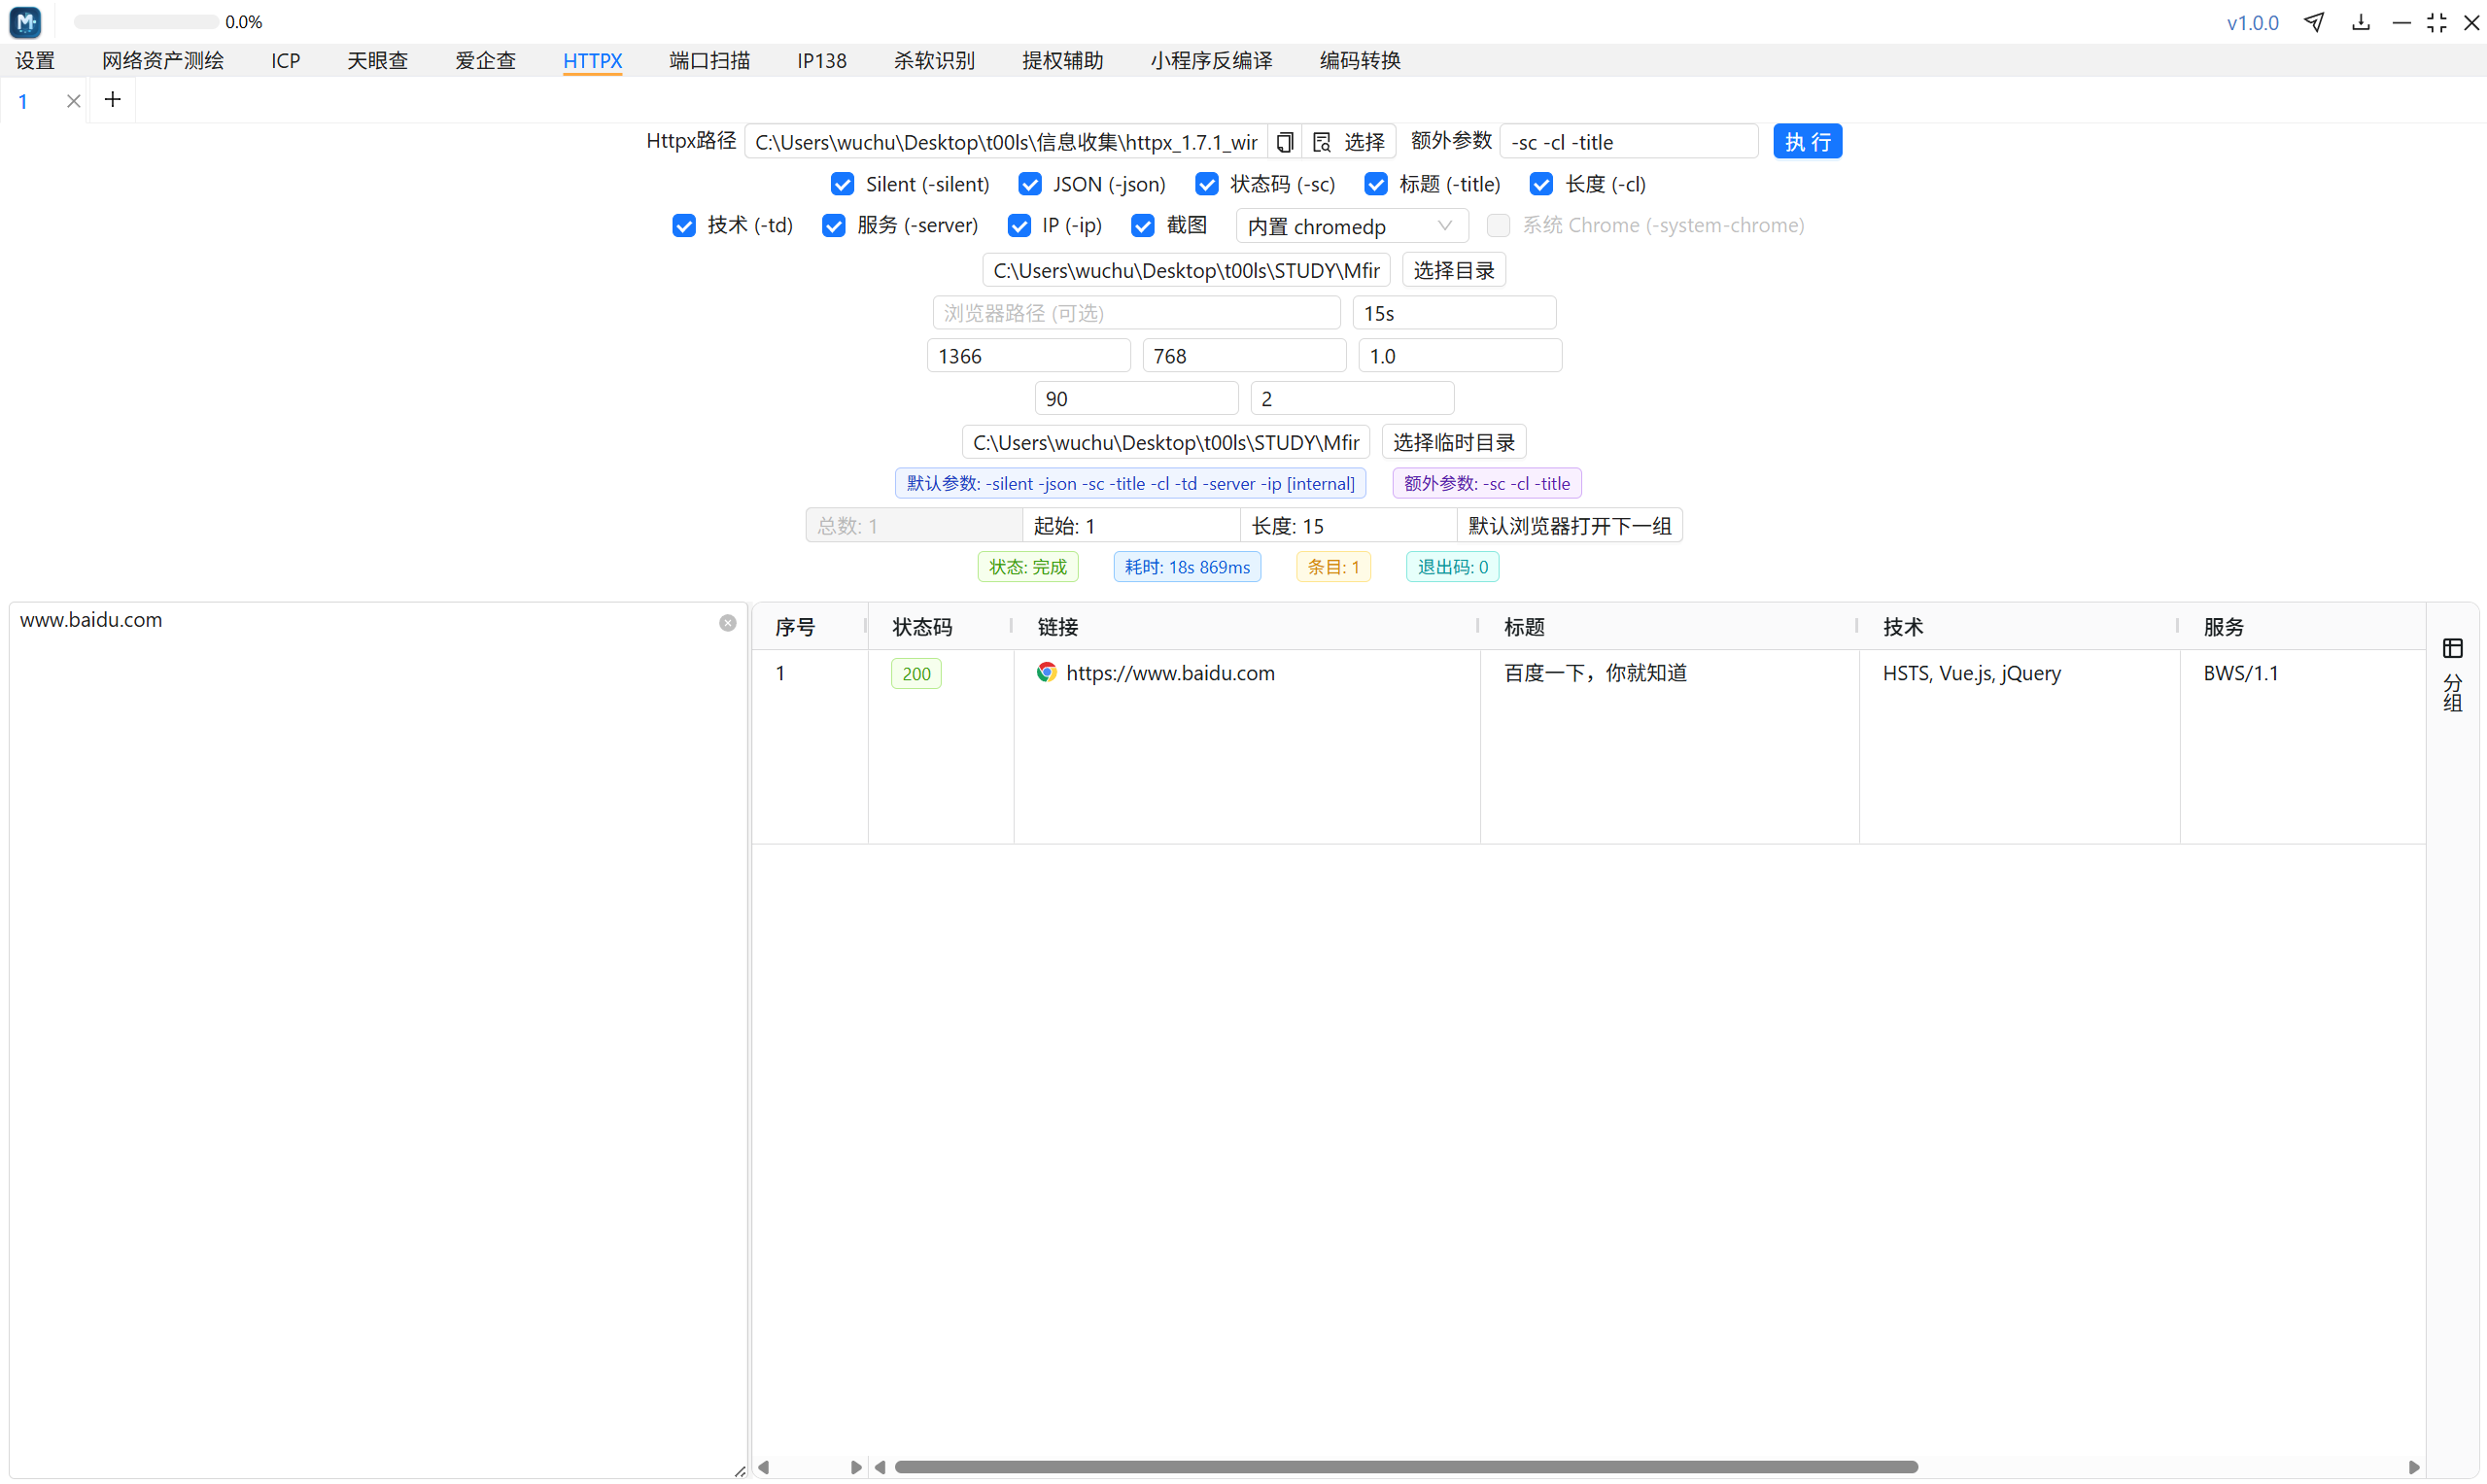 0.0%
v1.0.0
设置 网络资产测绘 ICP 天眼查 爱企查 HTTPX 端口扫描 IP138 杀软识别 提权辅助 小程序反编译 编码转换
1
Httpx路径 C:\Users\wuchu\Desktop\t00ls\信息收集\httpx_1.7.1_wir 选择 额外参数 -sc -cl -title 执行
Silent (-silent) JSON (-json) 状态码 (-sc) 标题 (-title) 长度 (-cl)
技术 (-td) 服务 (-server) IP (-ip) 截图 内置 chromedp 系统 Chrome (-system-chrome)
C:\Users\wuchu\Desktop\t00ls\STUDY\Mfir 选择目录
浏览器路径 (可选) 15s
1366 768 1.0
90 2
C:\Users\wuchu\Desktop\t00ls\STUDY\Mfir 选择临时目录
默认参数: -silent -json -sc -title -cl -td -server -ip [internal] 额外参数: -sc -cl -title
总数: 1 起始: 1 长度: 15 默认浏览器打开下一组
状态: 完成 耗时: 18s 869ms 条目: 1 退出码: 0
www.baidu.com
序号 状态码 链接 标题 技术 服务
1 200 https://www.baidu.com 百度一下，你就知道 HSTS, Vue.js, jQuery BWS/1.1
分组